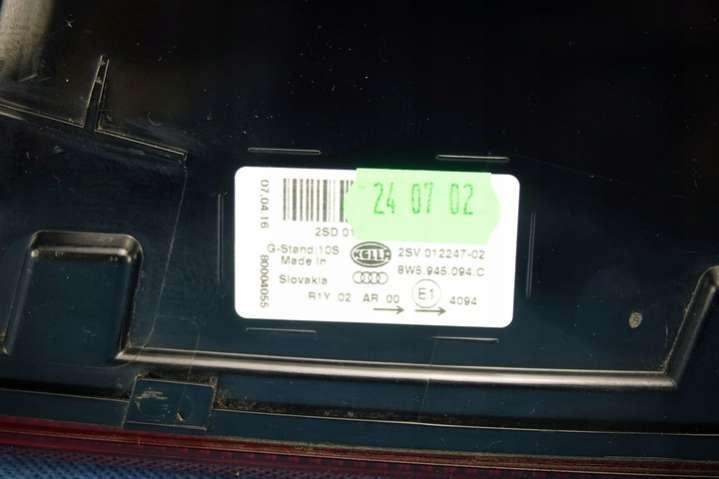 07.04.16
24 07 02
2SD 01
G-Stand:10S HELLA 2SV 012247-02
Made In 8W5.945.094.C
Slovakia
R1Y 02 AR 00 E1 4094
80004055